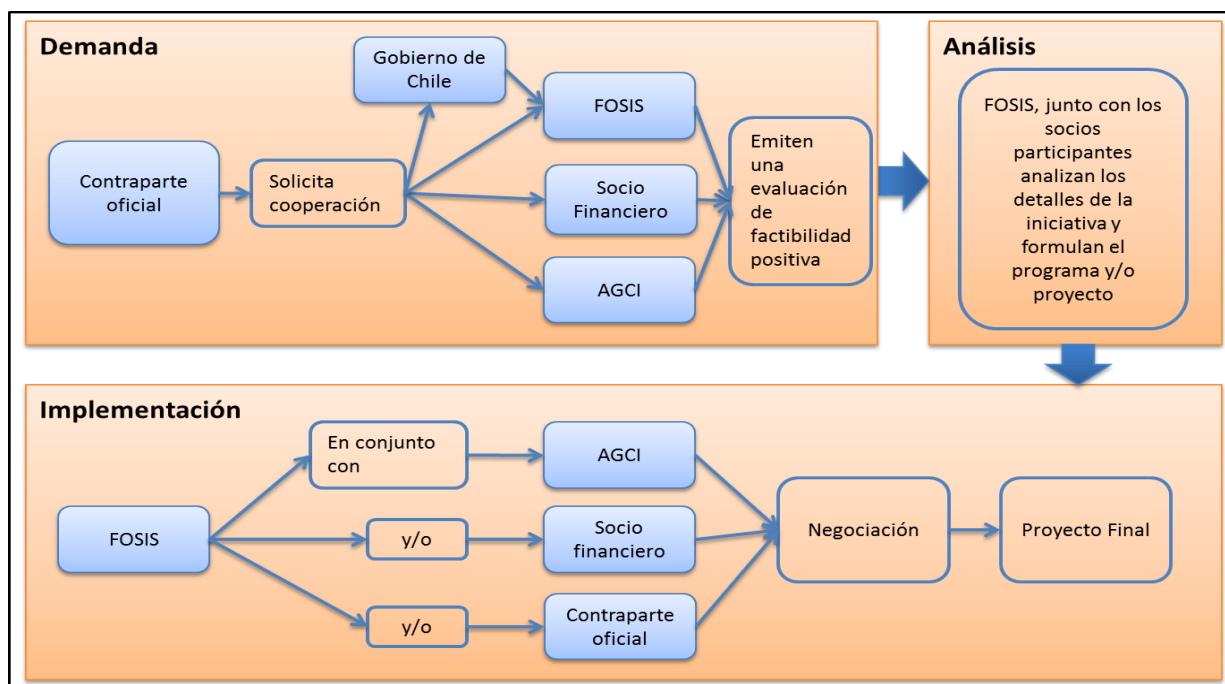 Demanda
Gobierno de
Chile
Contraparte
oficial
Solicita
cooperación
FOSIS
Socio
Financiero
AGCI
Emiten
una
evaluación
de
factibilidad
positiva
Análisis
FOSIS, junto con los
socios
participantes
analizan los
detalles de la
iniciativa y
formulan el
programa y/o
proyecto
Implementación
FOSIS
En conjunto
con
y/o
y/o
AGCI
Socio
financiero
Contraparte
oficial
Negociación
Proyecto Final